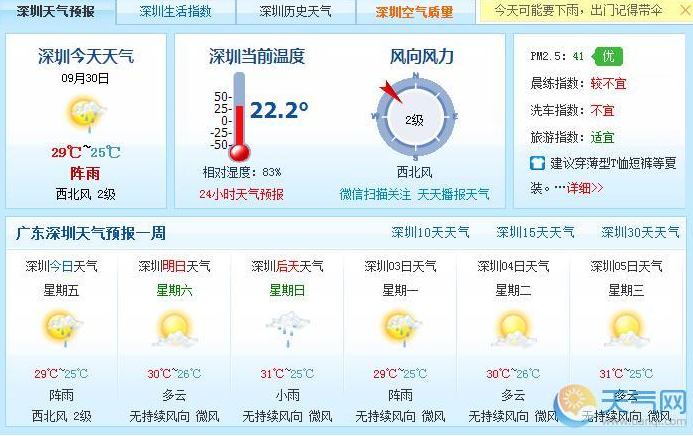 深圳天气预报 深圳生活指数 深圳历史天气 深圳空气质量 今天可能要下雨，出门记得带伞
深圳今天天气
09月30日
29℃~25℃
阵雨
西北风 2级
深圳当前温度
50-
25-
0-
-25-
-50-
22.2°
相对湿度: 83%
24小时天气预报
风向风力
N
E
S
W
2级
西北风
微信扫描关注 天天播报天气
PM2.5: 41 优
晨练指数: 较不宜
洗车指数: 不宜
旅游指数: 适宜
建议穿薄型T恤短裤等夏
装。…详细>>
广东深圳天气预报一周 深圳10天天气 深圳15天天气 深圳30天天气
深圳今日天气 深圳明日天气 深圳后天天气 深圳03日天气 深圳04日天气 深圳05日天气
星期五 星期六 星期日 星期一 星期二 星期三
29℃~25℃ 30℃~26℃ 31℃~25℃ 29℃~25℃ 30℃~25℃ 31℃~25℃
阵雨 多云 小雨 阵雨 多云 多云
西北风 2级 无持续风向 微风 无持续风向 微风 无持续风向 微风 无持续风向 微风 无持续风向 微风
天气网